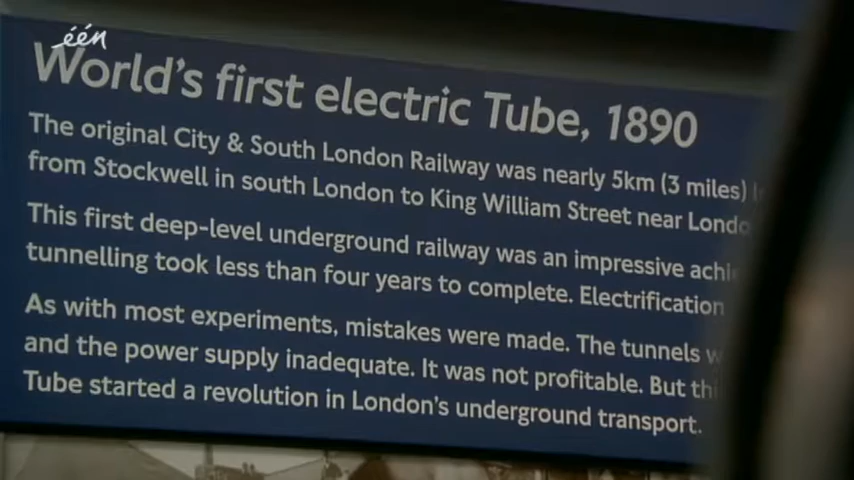 één
World's first electric Tube, 1890
The original City & South London Railway was nearly 5km (3 miles)
from Stockwell in south London to King William Street near
This first deep-level underground railway was an impressive
tunnelling took less than four years to complete. Electrification
As with most experiments, mistakes were made. The tunnels
and the power supply inadequate. It was not profitable. But
Tube started a revolution in London's underground transport.